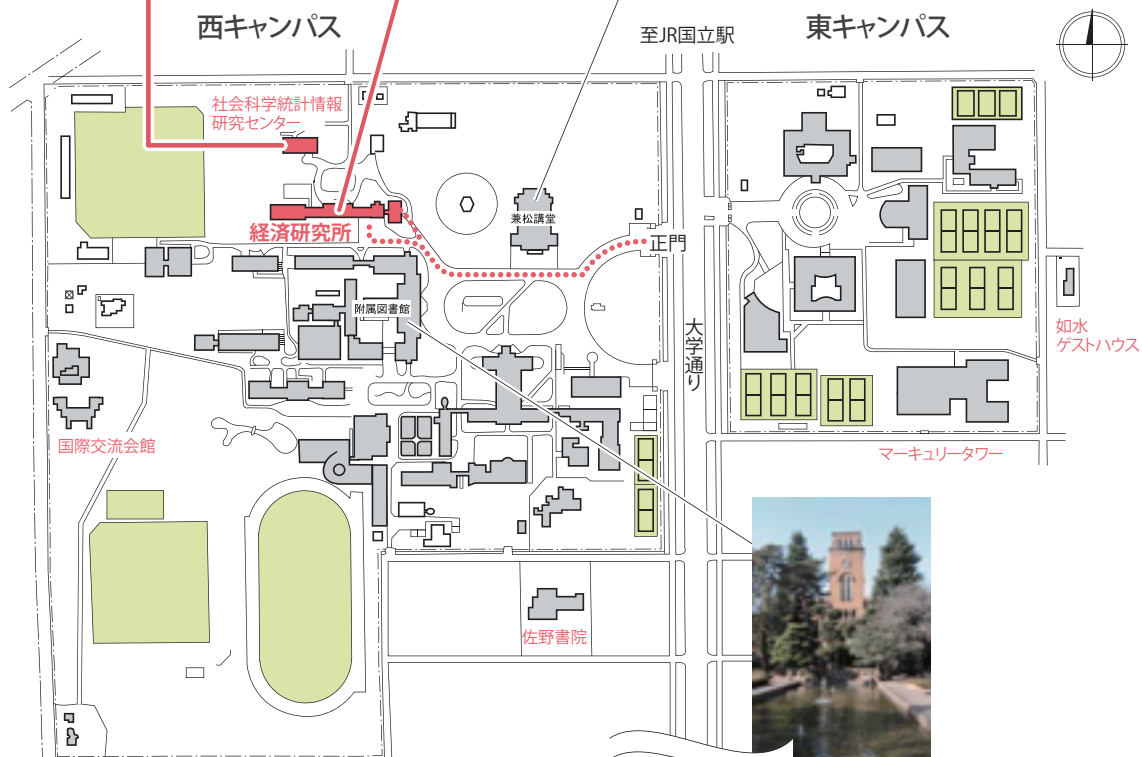 西キャンパス
至JR国立駅
東キャンパス
社会科学統計情報
研究センター
兼松講堂
経済研究所
正門
附属図書館
大学通り
如水
ゲストハウス
国際交流会館
マーキュリータワー
佐野書院